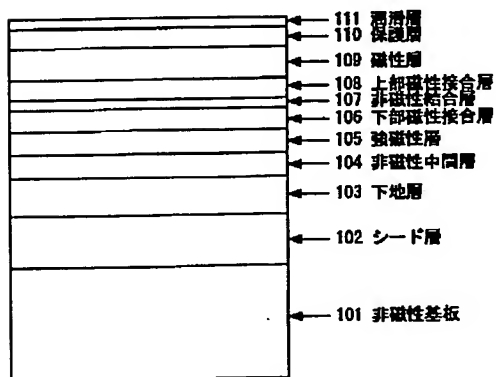 111 潤滑層
110 保護層
109 磁性層
108 上部磁性接合層
107 非磁性結合層
106 下部磁性接合層
105 強磁性層
104 非磁性中間層
103 下地層
102 シード層
101 非磁性基板